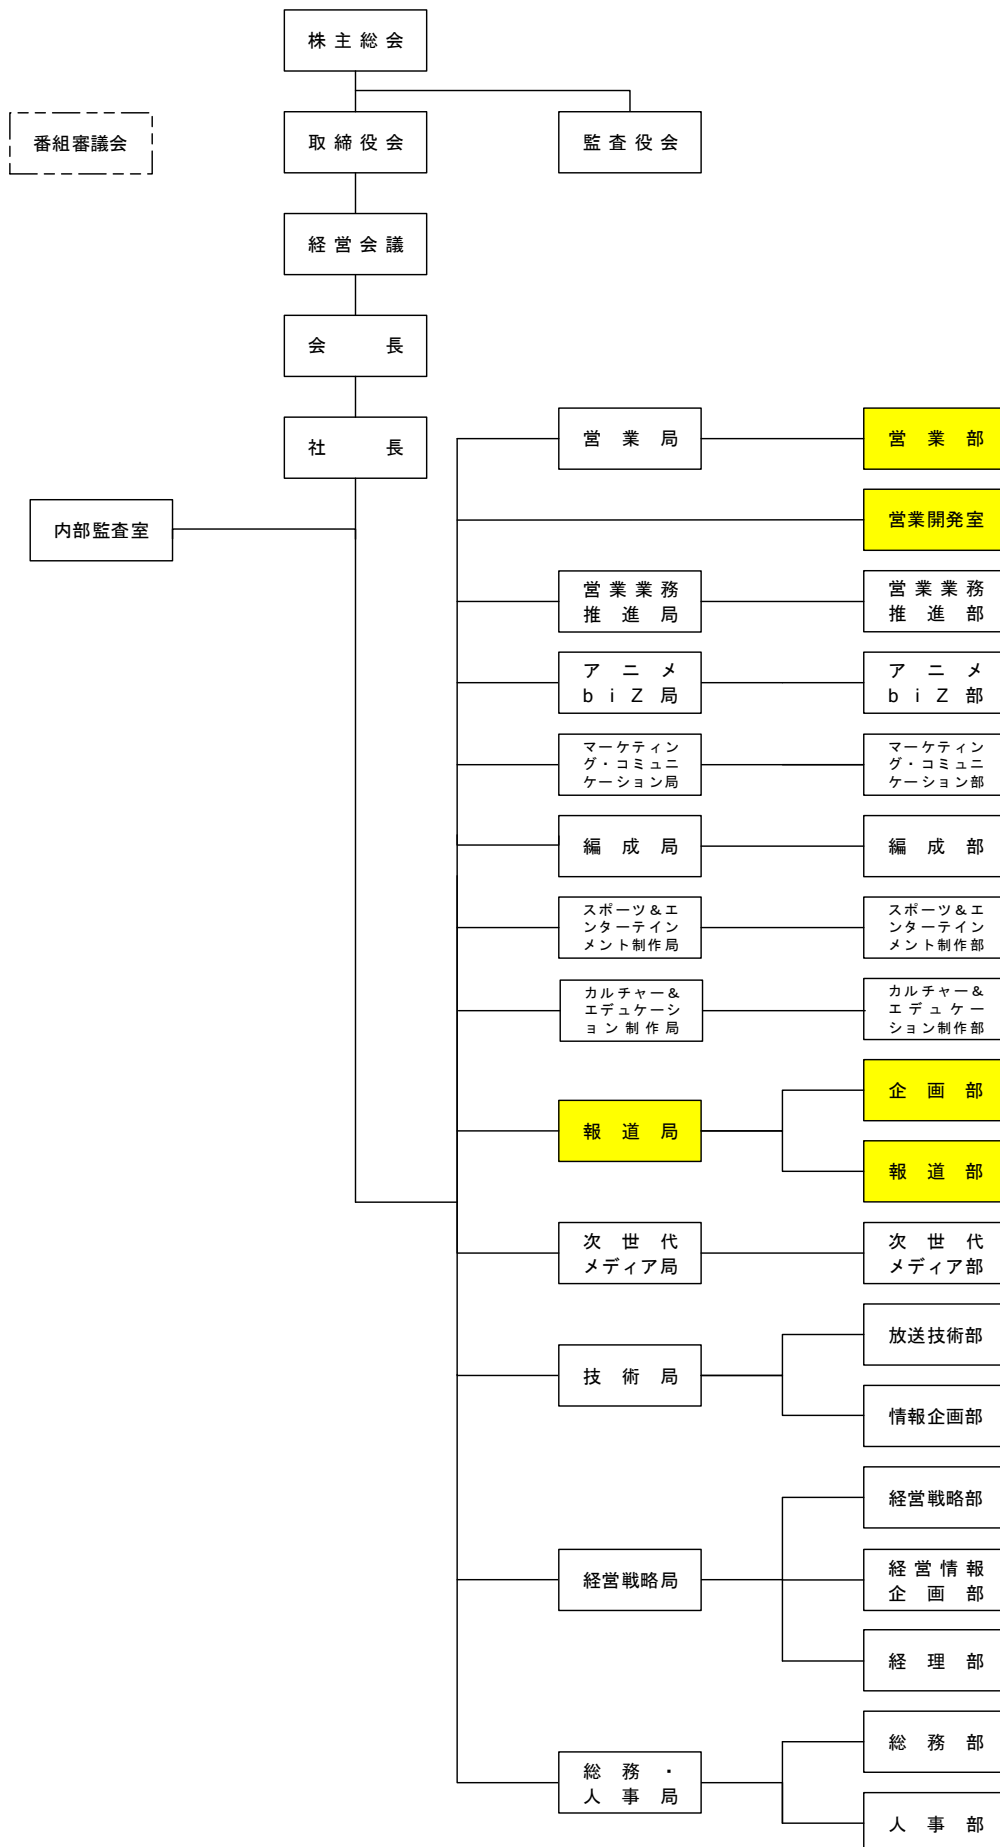 株主総会
番組審議会
取締役会
監査役会
経営会議
会長
社長
内部監査室
営業局
営業部
営業開発室
営業業務
推進局
営業業務
推進部
アニメ
biZ局
アニメ
biZ部
マーケティン
グ・コミュニ
ケーション局
マーケティン
グ・コミュニ
ケーション部
編成局
編成部
スポーツ&エ
ンターテイン
メント制作局
スポーツ&エ
ンターテイン
メント制作部
カルチャー&
エデュケーシ
ョン制作局
カルチャー&
エデュケー
ション制作部
報道局
企画部
報道部
次世代
メディア局
次世代
メディア部
技術局
放送技術部
情報企画部
経営戦略局
経営戦略部
経営情報
企画部
経理部
総務・
人事局
総務部
人事部